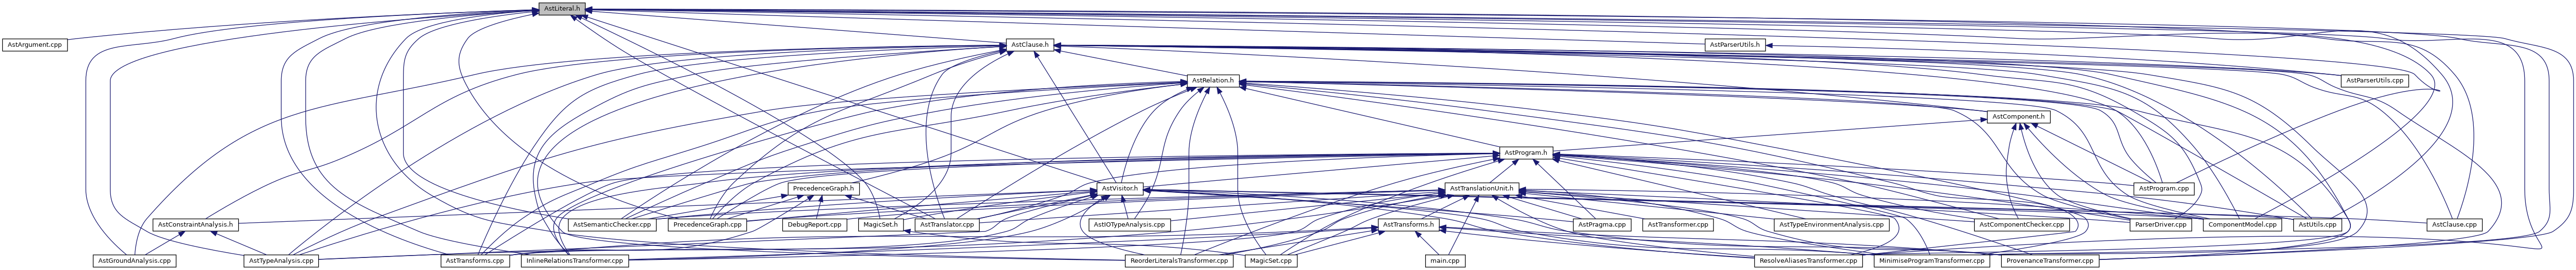 AstLiteral.h
AstArgument.cpp
AstClause.h
AstParserUtils.h
AstRelation.h
AstParserUtils.cpp
AstComponent.h
AstProgram.h
PrecedenceGraph.h
AstVisitor.h
AstTranslationUnit.h
AstProgram.cpp
AstConstraintAnalysis.h
AstSemanticChecker.cpp
PrecedenceGraph.cpp
DebugReport.cpp
MagicSet.h
AstTranslator.cpp
AstIOTypeAnalysis.cpp
AstTransforms.h
AstPragma.cpp
AstTransformer.cpp
AstTypeEnvironmentAnalysis.cpp
AstComponentChecker.cpp
ParserDriver.cpp
ComponentModel.cpp
AstUtils.cpp
AstClause.cpp
AstGroundAnalysis.cpp
AstTypeAnalysis.cpp
AstTransforms.cpp
InlineRelationsTransformer.cpp
ReorderLiteralsTransformer.cpp
MagicSet.cpp
main.cpp
ResolveAliasesTransformer.cpp
MinimiseProgramTransformer.cpp
ProvenanceTransformer.cpp